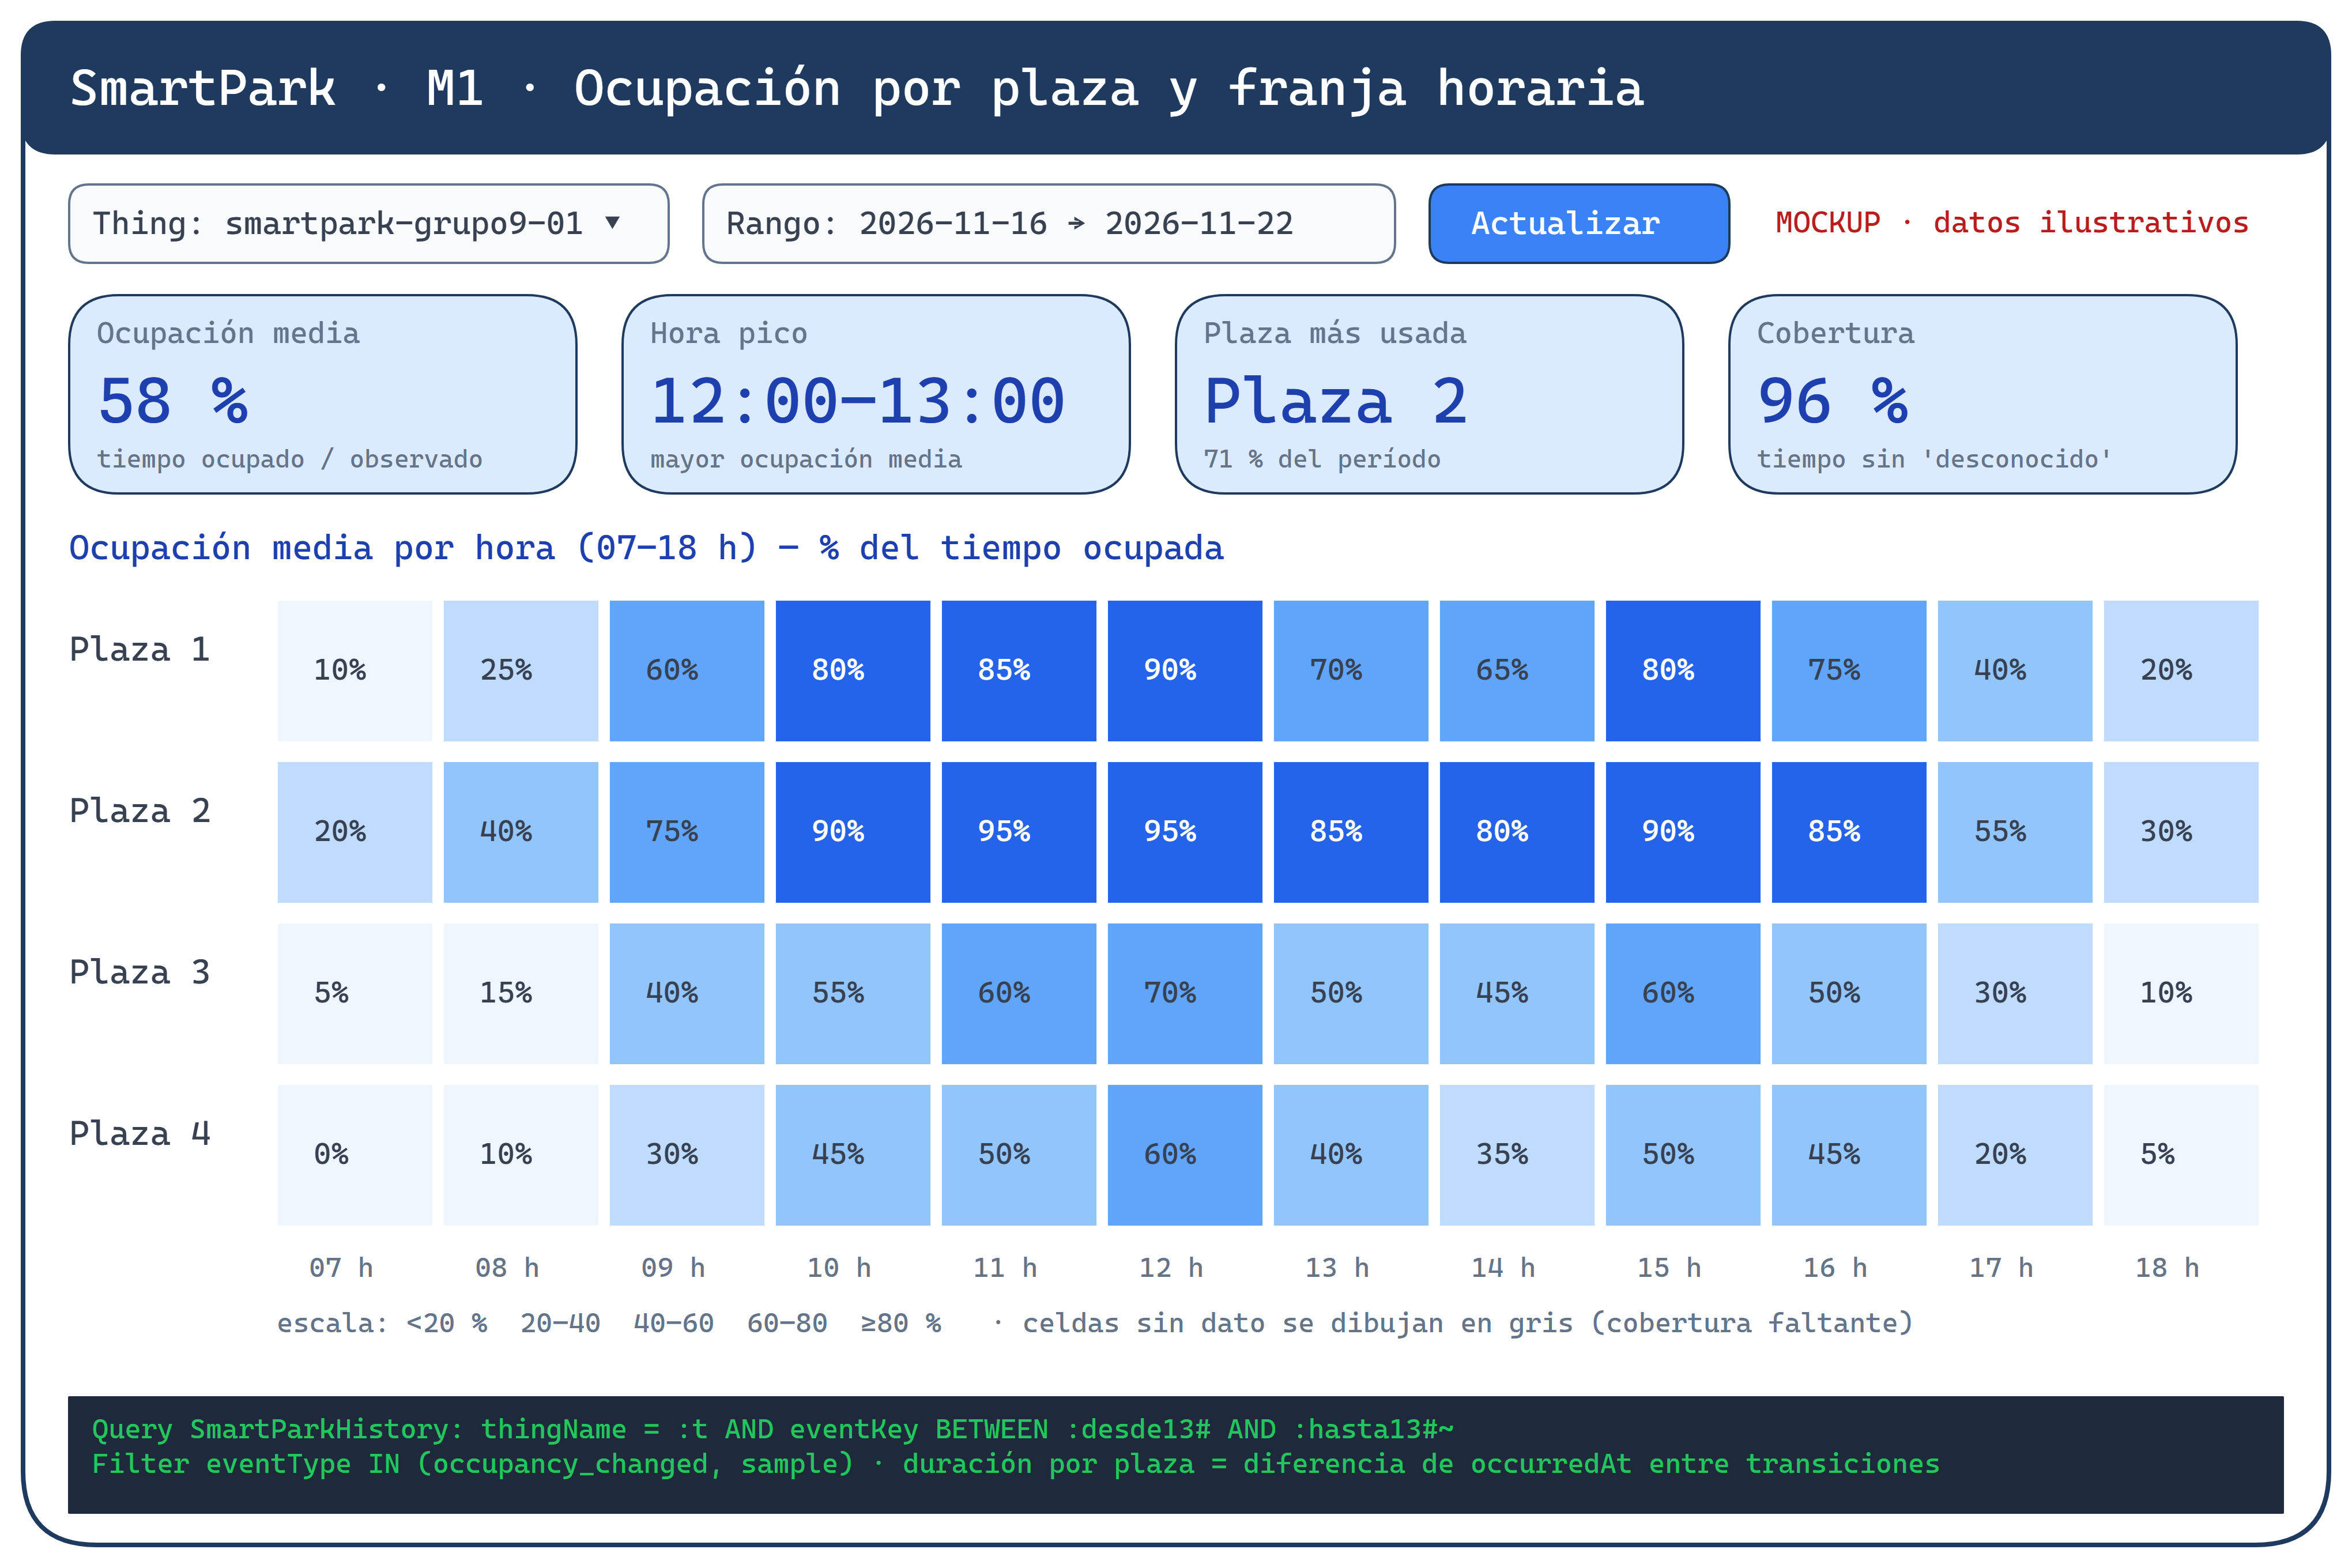 SmartPark · M1 · Ocupación por plaza y franja horaria
Thing: smartpark-grupo9-01 ▼
Rango: 2026-11-16 → 2026-11-22
Actualizar
MOCKUP · datos ilustrativos
Ocupación media
58 %
tiempo ocupado / observado
Hora pico
12:00–13:00
mayor ocupación media
Plaza más usada
Plaza 2
71 % del período
Cobertura
96 %
tiempo sin 'desconocido'
Ocupación media por hora (07–18 h) — % del tiempo ocupada
Plaza 1 10% 25% 60% 80% 85% 90% 70% 65% 80% 75% 40% 20%
Plaza 2 20% 40% 75% 90% 95% 95% 85% 80% 90% 85% 55% 30%
Plaza 3 5% 15% 40% 55% 60% 70% 50% 45% 60% 50% 30% 10%
Plaza 4 0% 10% 30% 45% 50% 60% 40% 35% 50% 45% 20% 5%
07 h 08 h 09 h 10 h 11 h 12 h 13 h 14 h 15 h 16 h 17 h 18 h
escala: <20 % 20–40 40–60 60–80 ≥80 % · celdas sin dato se dibujan en gris (cobertura faltante)
Query SmartParkHistory: thingName = :t AND eventKey BETWEEN :desde13# AND :hasta13#~
Filter eventType IN (occupancy_changed, sample) · duración por plaza = diferencia de occurredAt entre transiciones